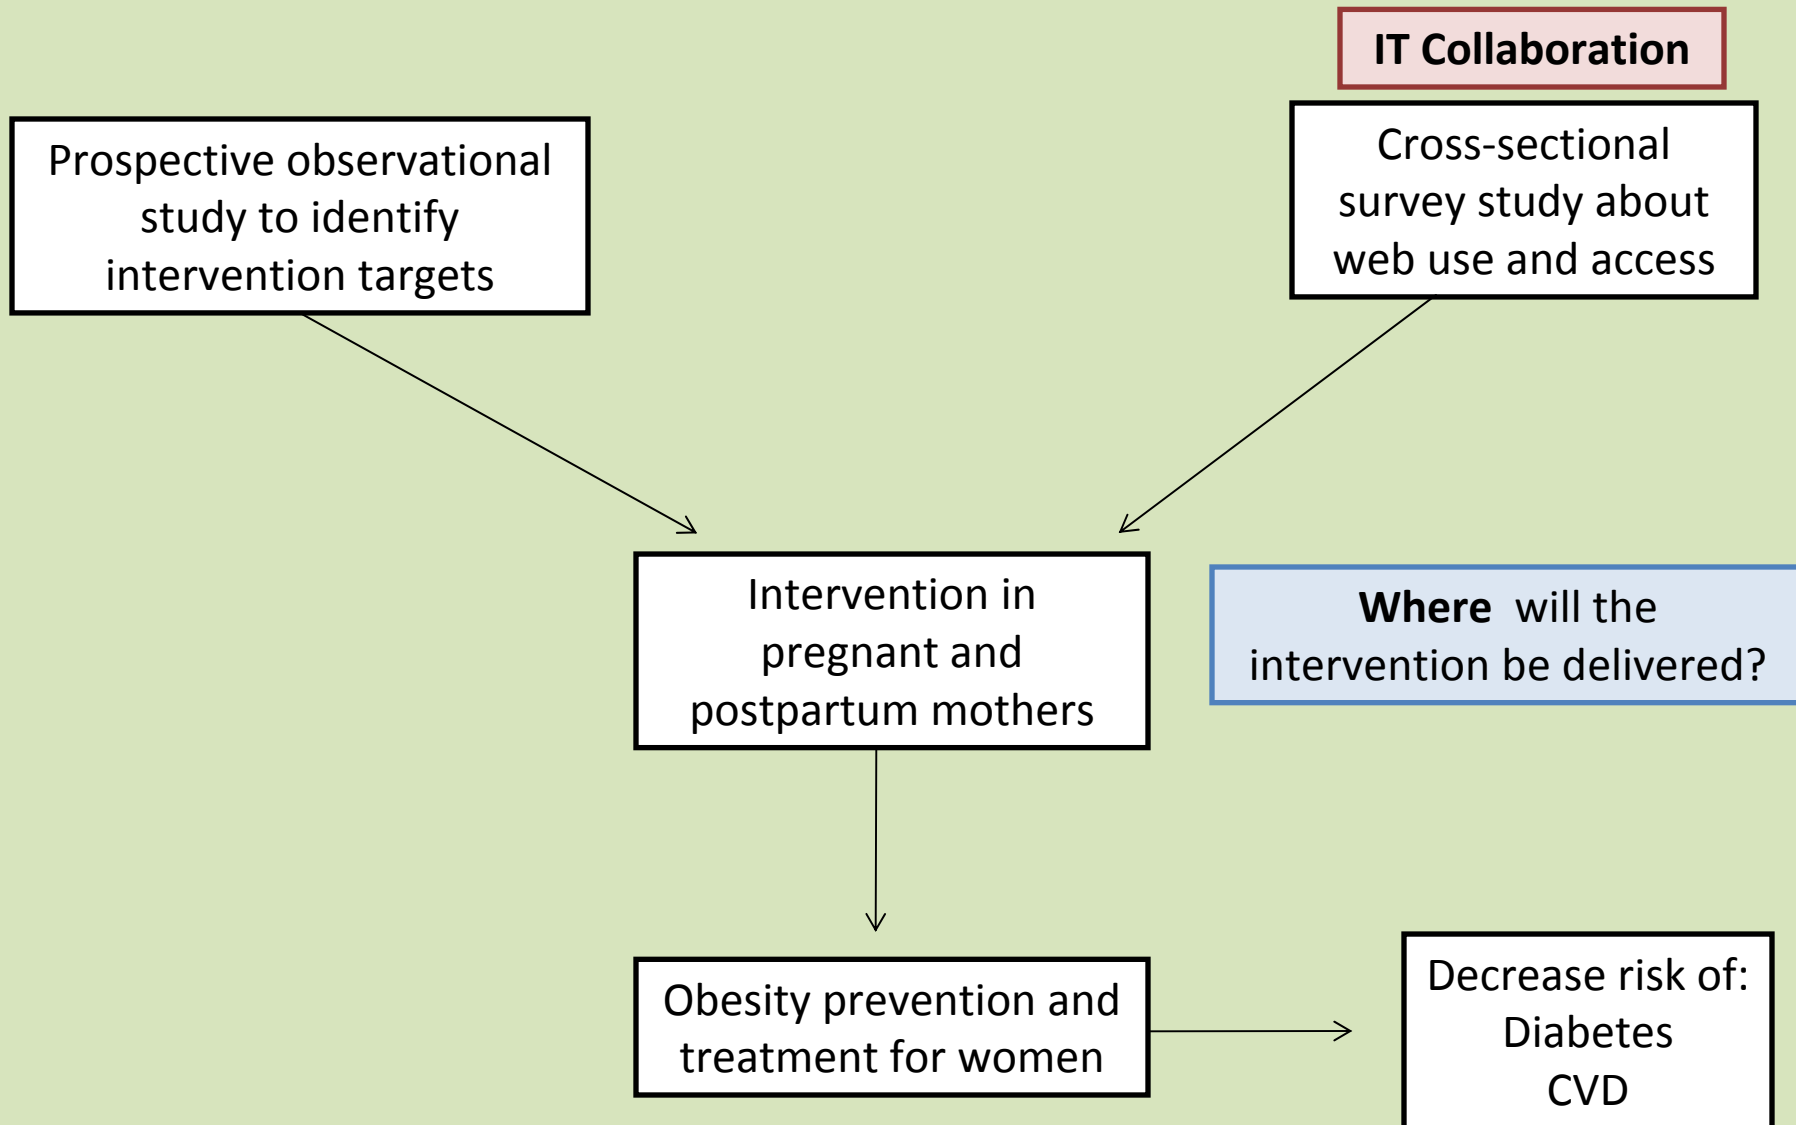 IT Collaboration
Prospective observational
study to identify
intervention targets
Cross-sectional
survey study about
web use and access
Intervention in
pregnant and
postpartum mothers
Where will the
intervention be delivered?
Obesity prevention and
treatment for women
Decrease risk of:
Diabetes
CVD